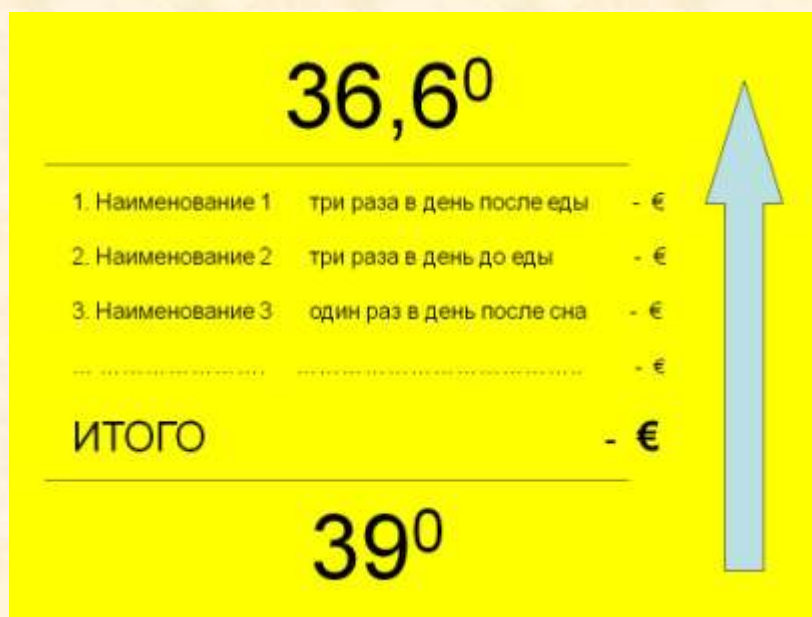 36,6⁰
1. Наименование 1 три раза в день после еды - €
2. Наименование 2 три раза в день до еды - €
3. Наименование 3 один раз в день после сна - €
... ………………… ……………………………. - €
ИТОГО - €
39⁰